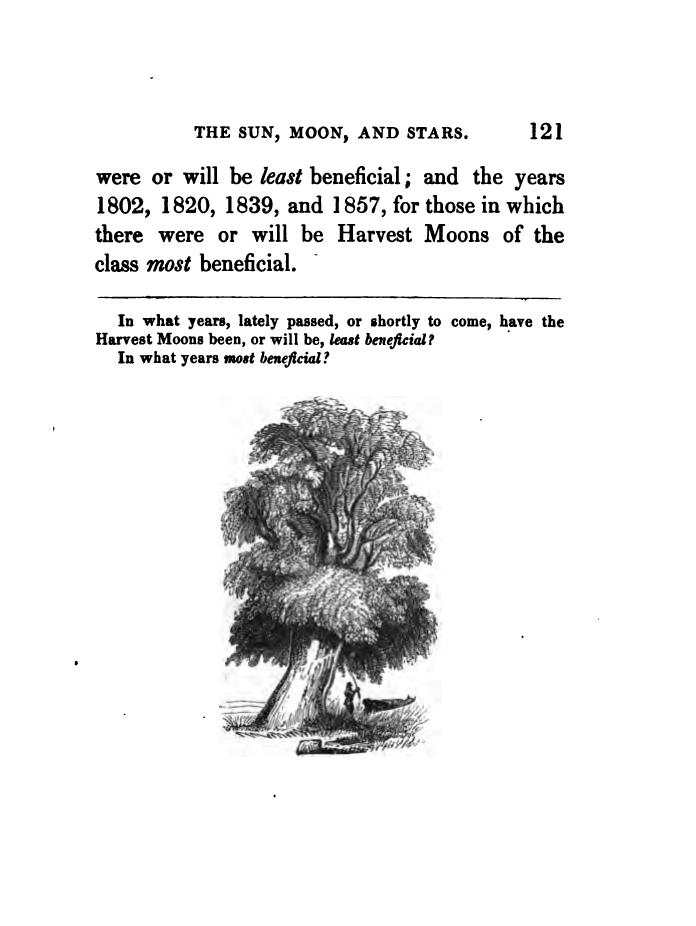 THE SUN, MOON, AND STARS. 121
were or will be least beneficial; and the years
1802, 1820, 1839, and 1857, for those in which
there were or will be Harvest Moons of the
class most beneficial.
In what years, lately passed, or shortly to come, have the
Harvest Moons been, or will be, least beneficial?
In what years most beneficial?